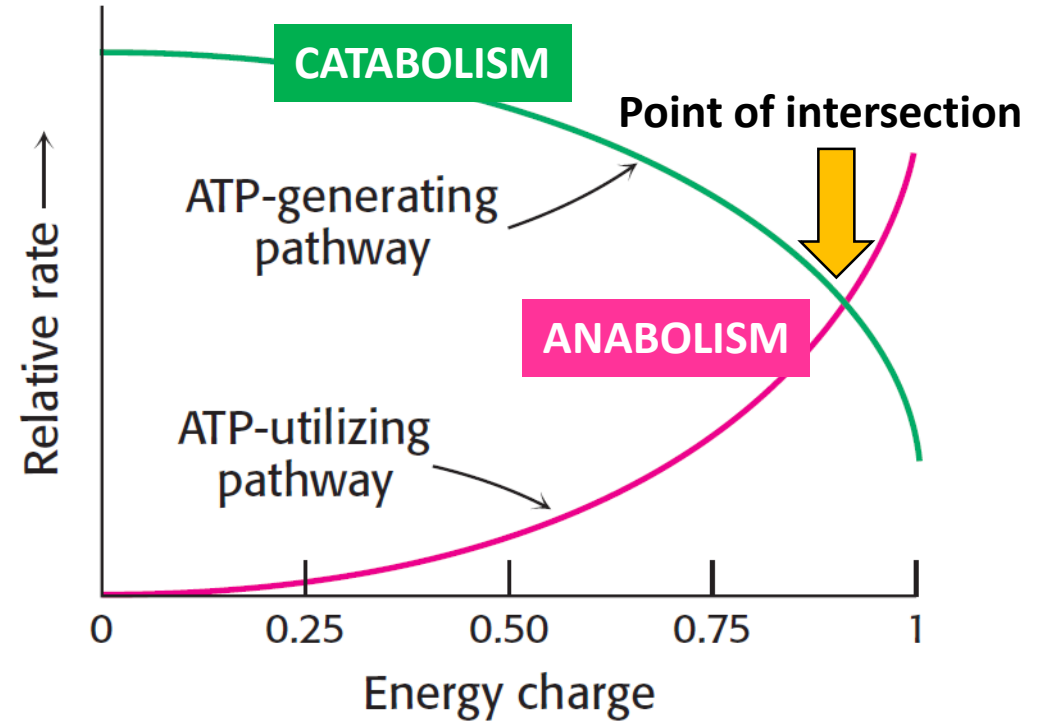 CATABOLISM
Point of intersection
ATP-generating
pathway
ANABOLISM
ATP-utilizing
pathway
Relative rate
0 0.25 0.50 0.75 1
Energy charge